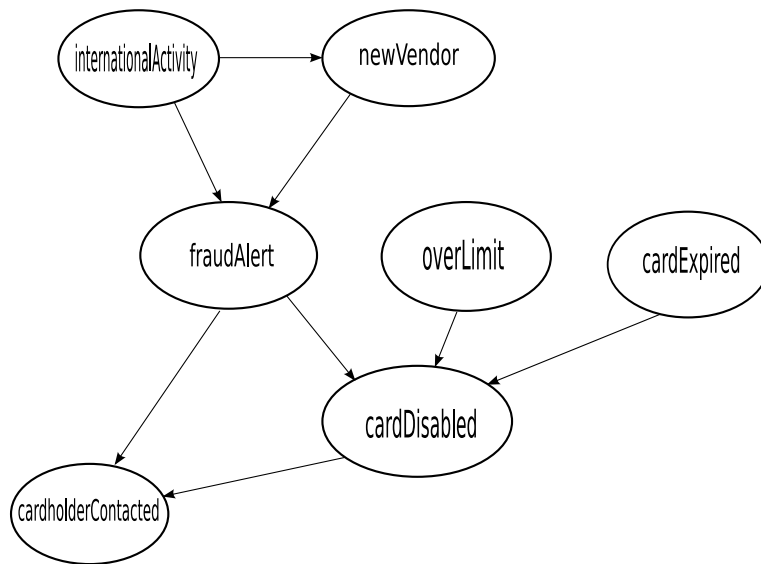 internationalActivity
newVendor
fraudAlert
overLimit
cardExpired
cardDisabled
cardholderContacted